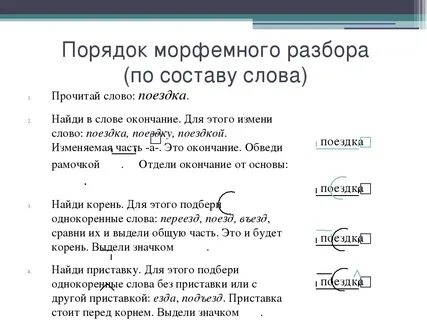 Порядок морфемного разбора
(по составу слова)
1. Прочитай слово: поездка.
2. Найди в слове окончание. Для этого измени
слово: поездка, поездку, поездкой.
Изменяемая часть -а-. Это окончание. Обведи
рамочкой . Отдели окончание от основы:
.
поездка
поездка
3. Найди корень. Для этого подбери
однокоренные слова: переезд, поезд, въезд,
сравни их и выдели общую часть. Это и будет
корень. Выдели значком .
поездка
4. Найди приставку. Для этого подбери
однокоренные слова без приставки или с
другой приставкой: езда, подъезд. Приставка
стоит перед корнем. Выдели значком .
поездка